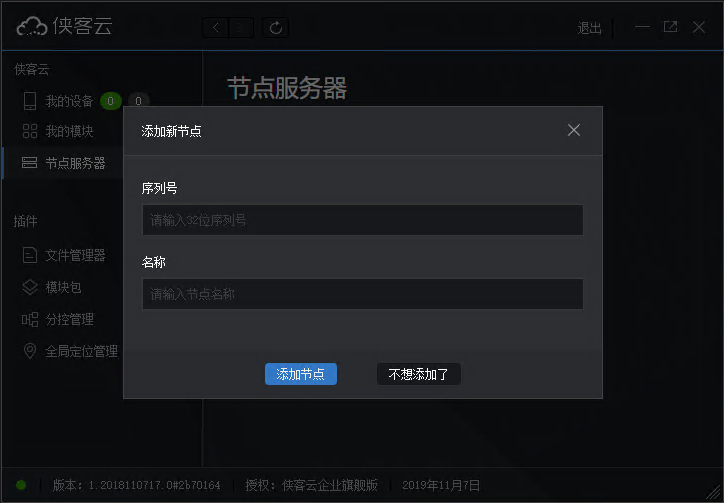 侠客云
退出
侠客云
我的设备 0 0
我的模块
节点服务器
插件
文件管理器
模块包
分控管理
全局定位管理
节点服务器
添加新节点
序列号
请输入32位序列号
名称
请输入节点名称
添加节点
不想添加了
版本：1.2018110717.0#2b70164
授权：侠客云企业旗舰版
2019年11月7日